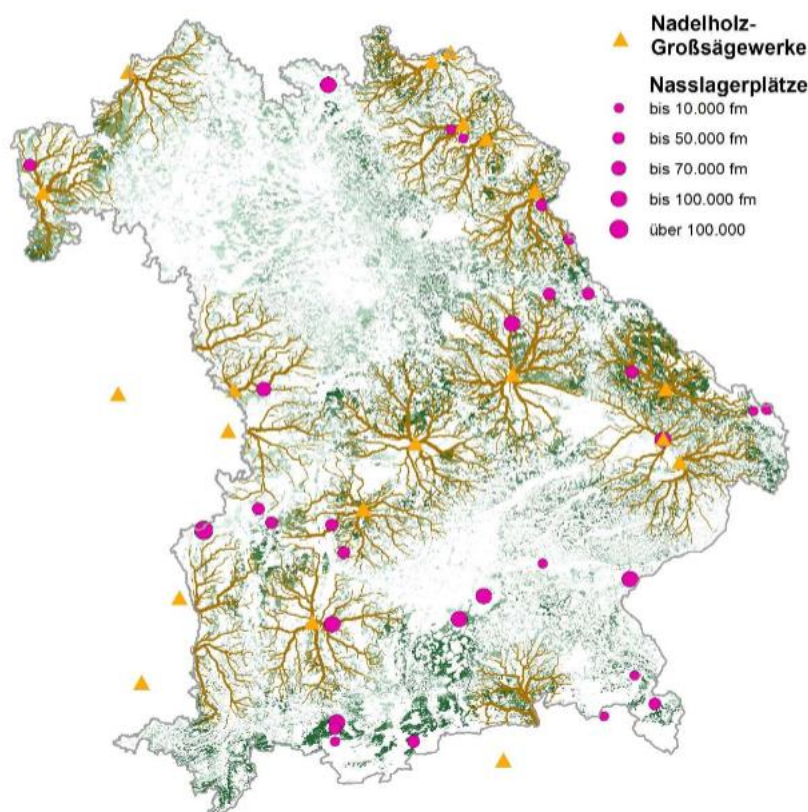 Nadelholz-
Großsägewerke
Nasslagerplätze
bis 10.000 fm
bis 50.000 fm
bis 70.000 fm
bis 100.000 fm
über 100.000